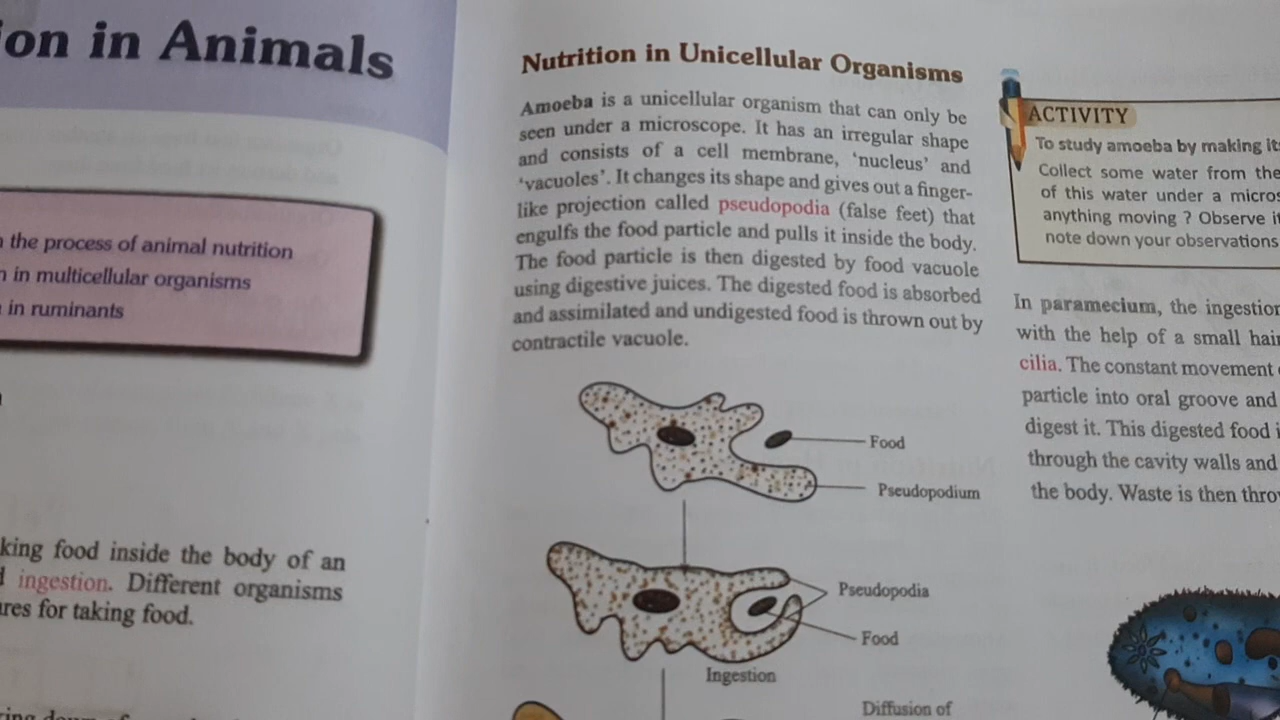 on in Animals
the process of animal nutrition
in multicellular organisms
in ruminants
king food inside the body of an
ingestion. Different organisms
res for taking food.
Nutrition in Unicellular Organisms
Amoeba is a unicellular organism that can only be
seen under a microscope. It has an irregular shape
and consists of a cell membrane, 'nucleus' and
'vacuoles'. It changes its shape and gives out a finger-
like projection called pseudopodia (false feet) that
engulfs the food particle and pulls it inside the body.
The food particle is then digested by food vacuole
using digestive juices. The digested food is absorbed
and assimilated and undigested food is thrown out by
contractile vacuole.
Food
Pseudopodium
Pseudopodia
Food
Ingestion
Diffusion of
ACTIVITY
To study amoeba by making it
Collect some water from the
of this water under a micros
anything moving ? Observe i
note down your observations
In paramecium, the ingestion
with the help of a small hair
cilia. The constant movement
particle into oral groove and
digest it. This digested food i
through the cavity walls and
the body. Waste is then thro